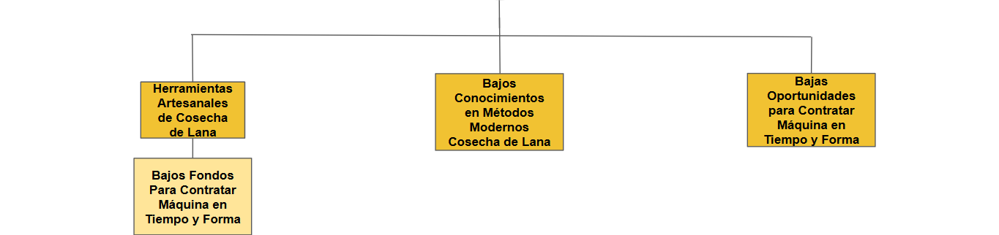 Herramientas
Artesanales
de Cosecha
de Lana
Bajos Fondos
Para Contratar
Máquina en
Tiempo y Forma
Bajos
Conocimientos
en Métodos
Modernos
Cosecha de Lana
Bajas
Oportunidades
para Contratar
Máquina en
Tiempo y Forma